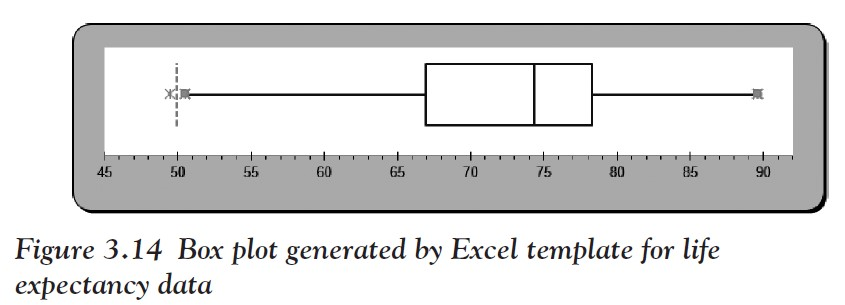 45 50 55 60 65 70 75 80 85 90
Figure 3.14 Box plot generated by Excel template for life
expectancy data